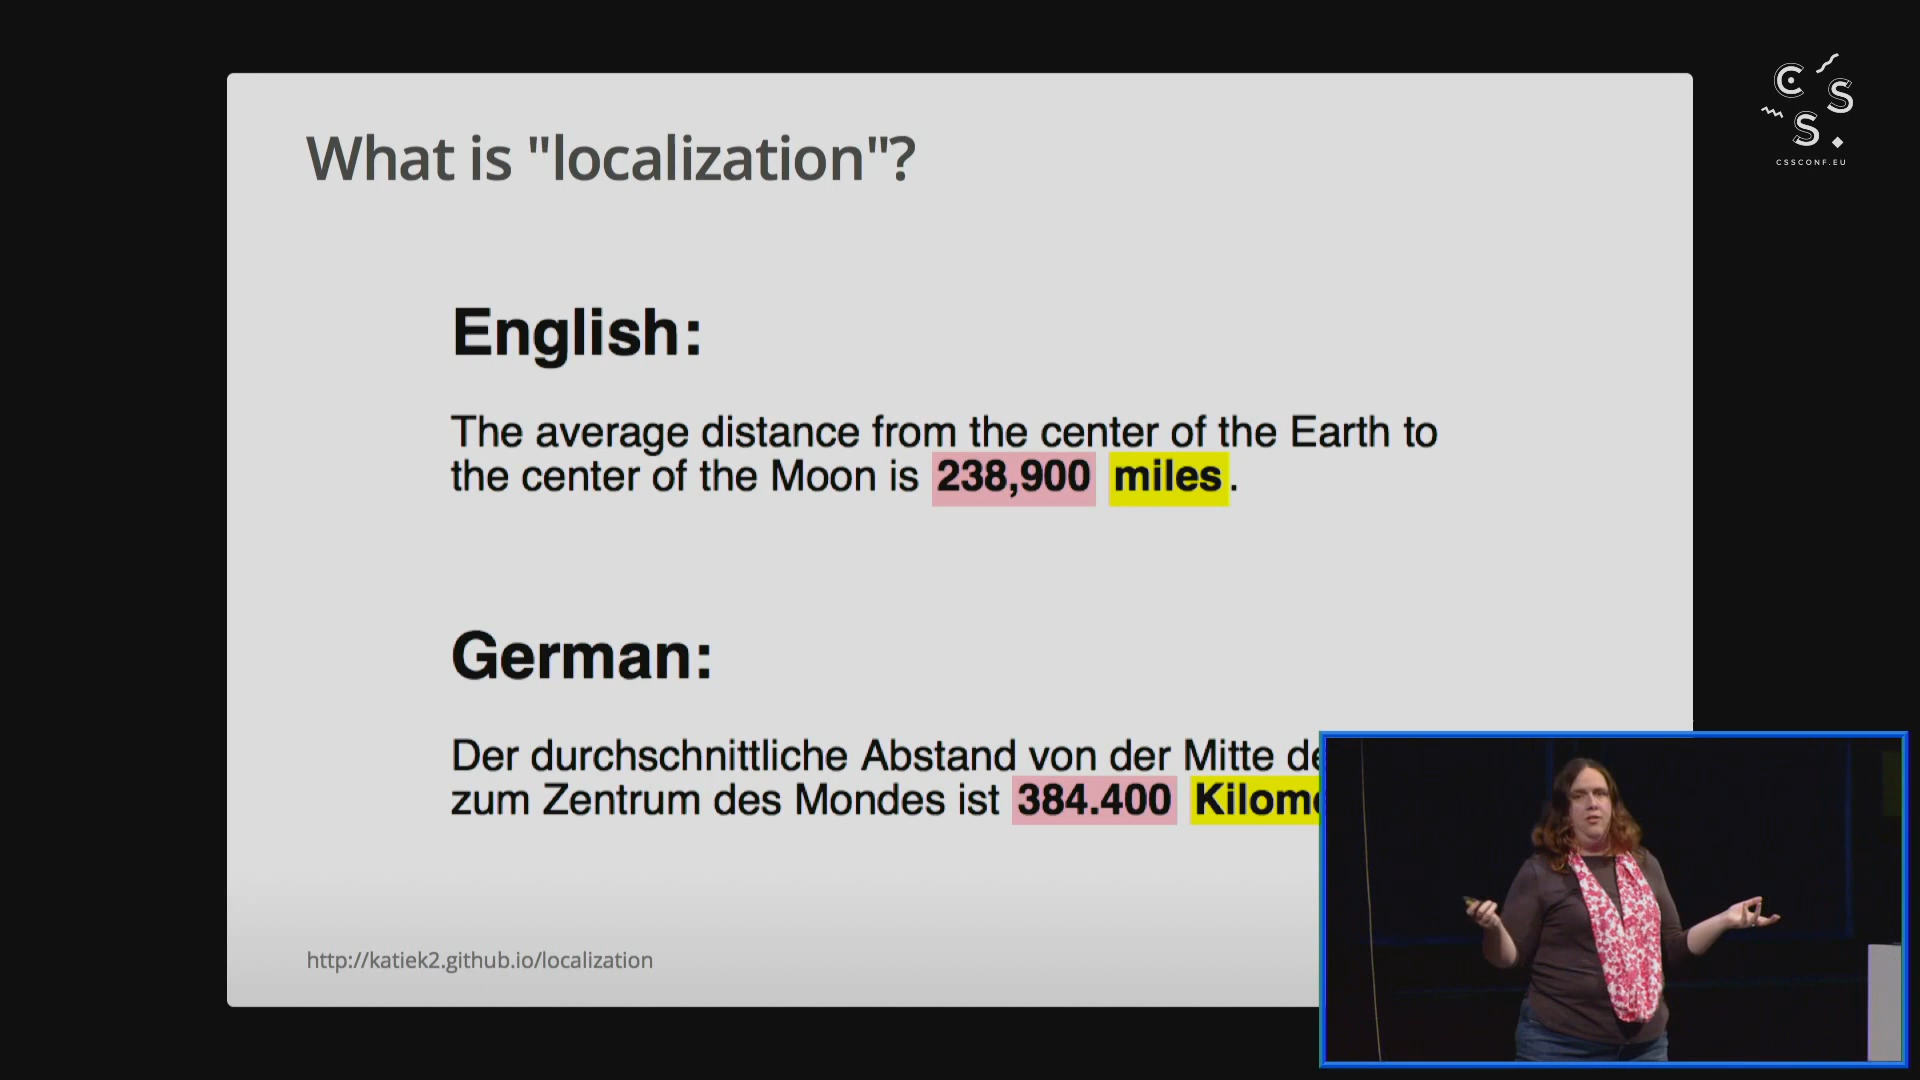 What is "localization"?
English:
The average distance from the center of the Earth to
the center of the Moon is 238,900 miles.
German:
Der durchschnittliche Abstand von der Mitte
zum Zentrum des Mondes ist 384.400
http://katiek2.github.io/localization
CSS
CSSCONF.EU